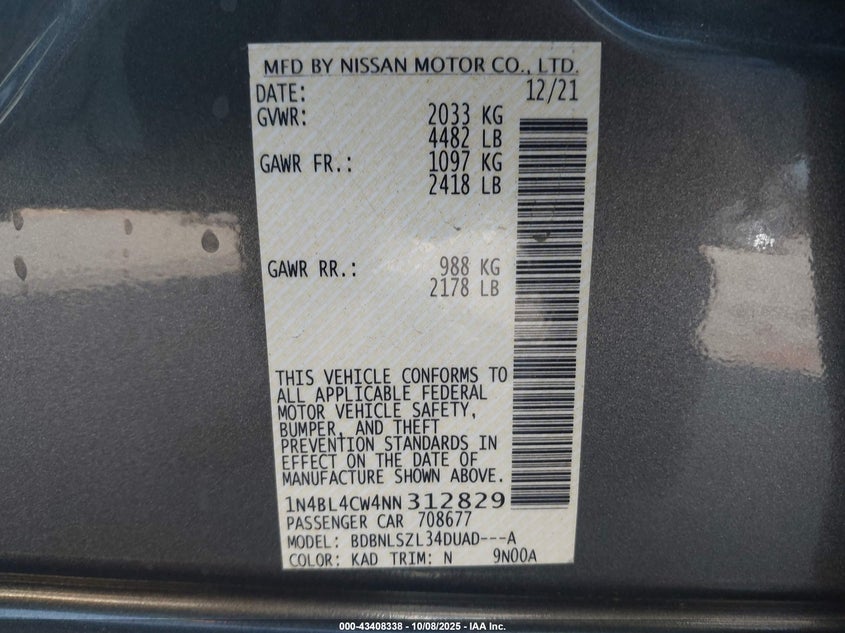 MFD BY NISSAN MOTOR CO., LTD.
DATE: 12/21
GVWR: 2033 KG
4482 LB
GAWR FR.: 1097 KG
2418 LB
GAWR RR.: 988 KG
2178 LB
THIS VEHICLE CONFORMS TO
ALL APPLICABLE FEDERAL
MOTOR VEHICLE SAFETY,
BUMPER, AND THEFT
PREVENTION STANDARDS IN
EFFECT ON THE DATE OF
MANUFACTURE SHOWN ABOVE.
1N4BL4CW4NN312829
PASSENGER CAR 708677
MODEL: BDBNLSZL34DUAD---A
COLOR: KAD TRIM: N 9N00A
000-43408338 - 10/08/2025 - IAA Inc.